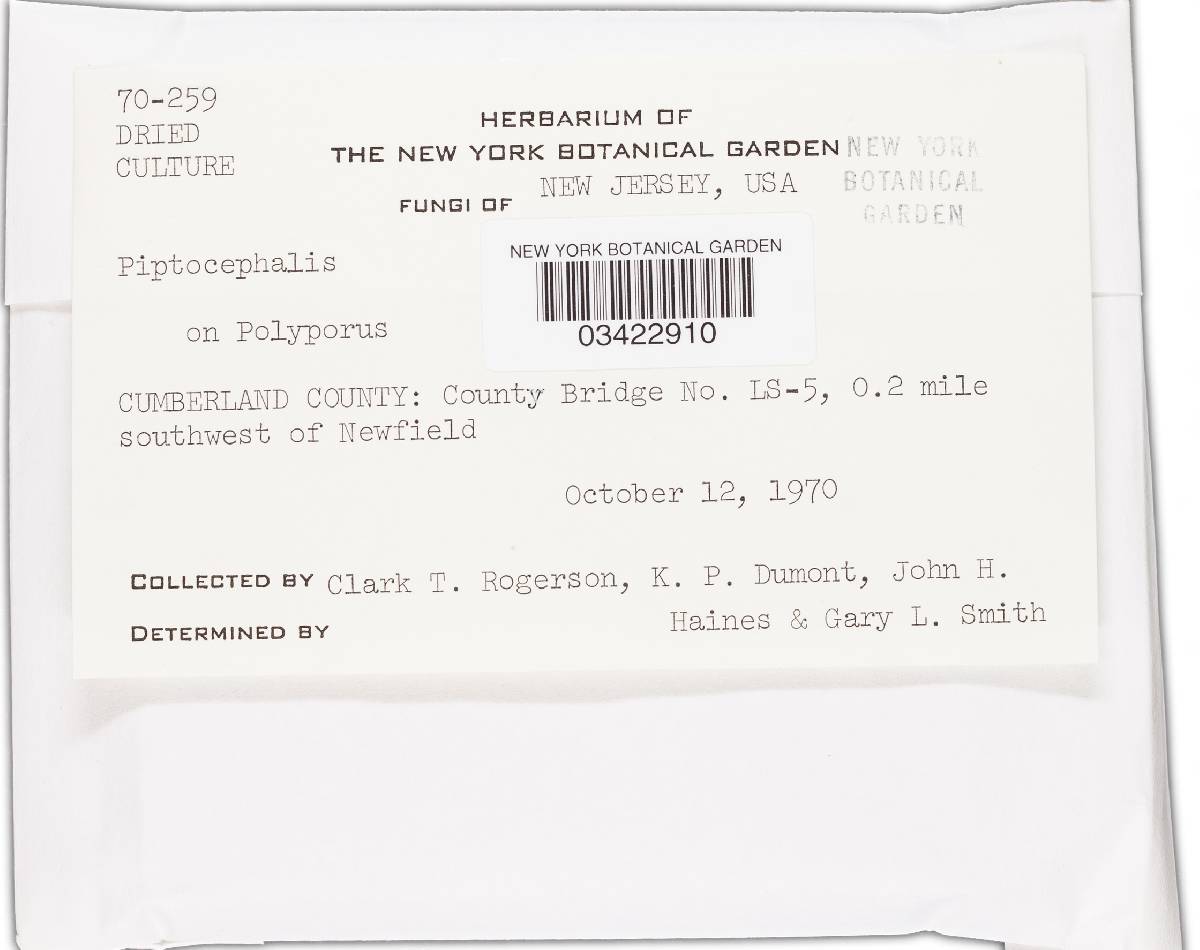 70-259
DRIED
CULTURE
HERBARIUM OF
THE NEW YORK BOTANICAL GARDEN
NEW YORK
BOTANICAL
GARDEN
FUNGI OF NEW JERSEY, USA
NEW YORK BOTANICAL GARDEN
03422910
Piptocephalis
on Polyporus
CUMBERLAND COUNTY: County Bridge No. LS-5, 0.2 mile
southwest of Newfield
October 12, 1970
COLLECTED BY Clark T. Rogerson, K. P. Dumont, John H.
Haines & Gary L. Smith
DETERMINED BY